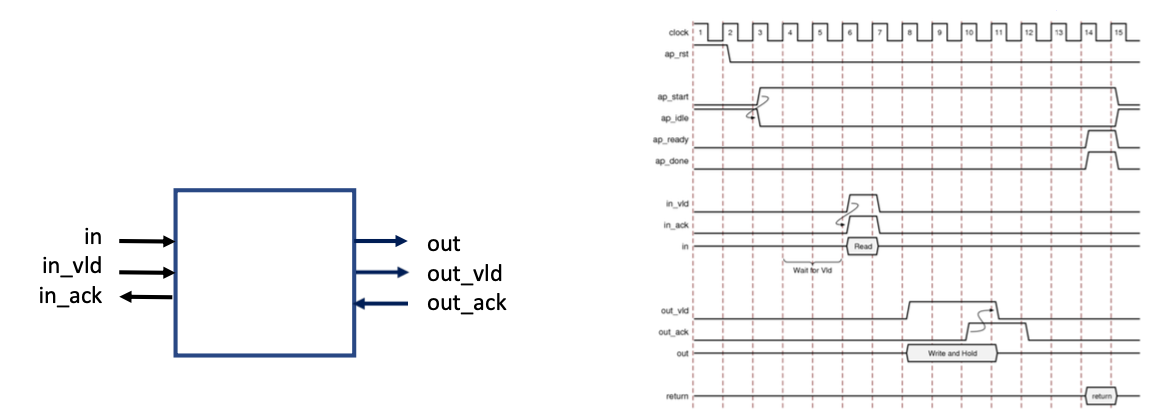 in
in_vld
in_ack
out
out_vld
out_ack
clock 1 2 3 4 5 6 7 8 9 10 11 12 13 14 15
ap_rst
ap_start
ap_idle
ap_ready
ap_done
in_vld
in_ack
in Read
Wait for Vld
out_vld
out_ack
out Write and Hold
return return